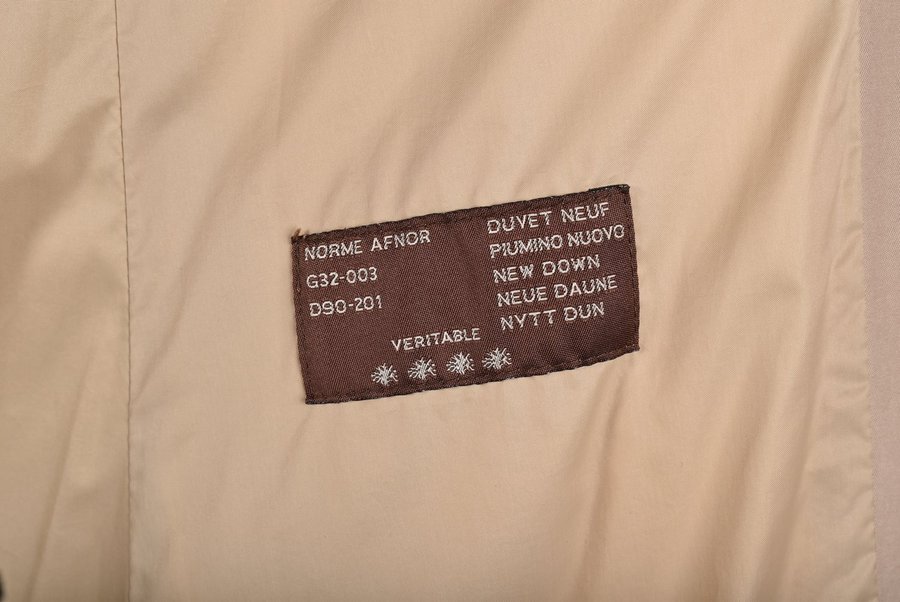 NORME AFNOR
G32-003
D90-201
DUVET NEUF
PIUMINO NUOVO
NEW DOWN
NEUE DAUNE
NYTT DUN
VERITABLE